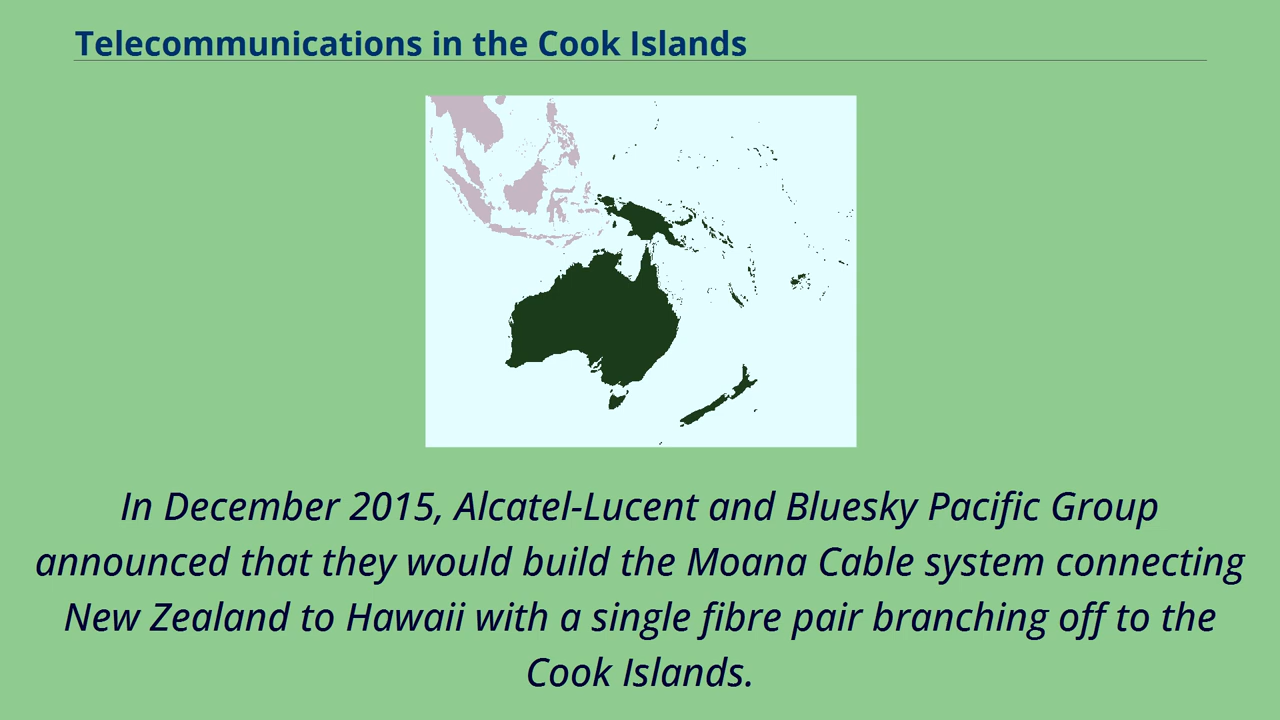 Telecommunications in the Cook Islands
In December 2015, Alcatel-Lucent and Bluesky Pacific Group
announced that they would build the Moana Cable system connecting
New Zealand to Hawaii with a single fibre pair branching off to the
Cook Islands.